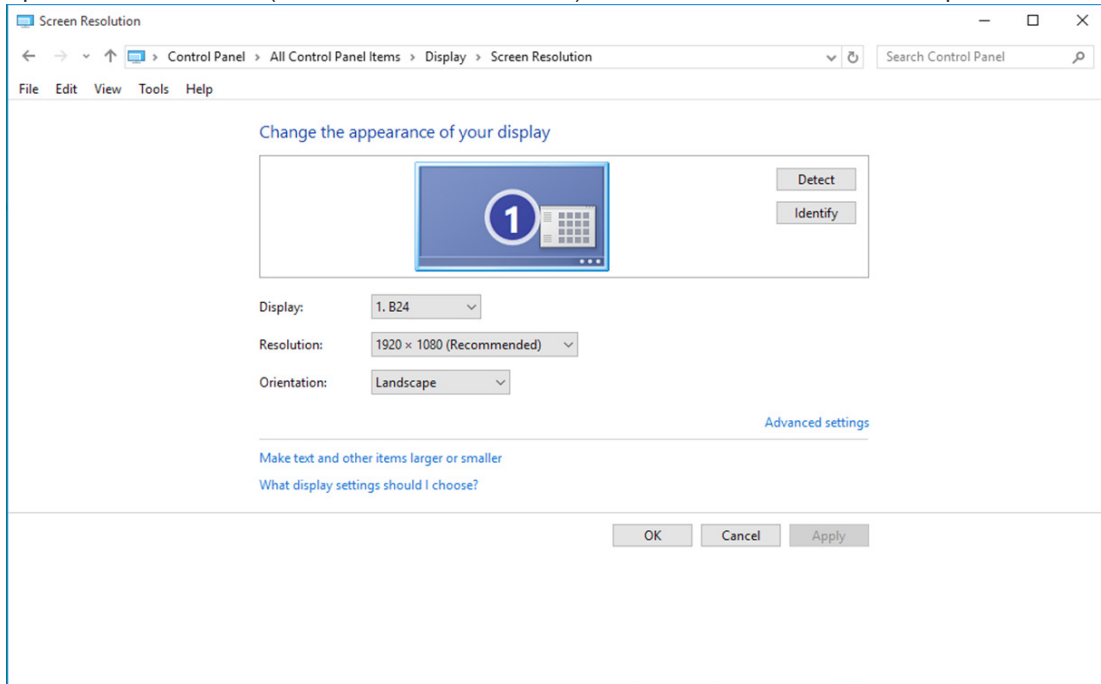 Screen Resolution
Control Panel > All Control Panel Items > Display > Screen Resolution
Search Control Panel
File Edit View Tools Help
Change the appearance of your display
1
Detect
Identify
Display: 1. B24
Resolution: 1920 × 1080 (Recommended)
Orientation: Landscape
Advanced settings
Make text and other items larger or smaller
What display settings should I choose?
OK Cancel Apply